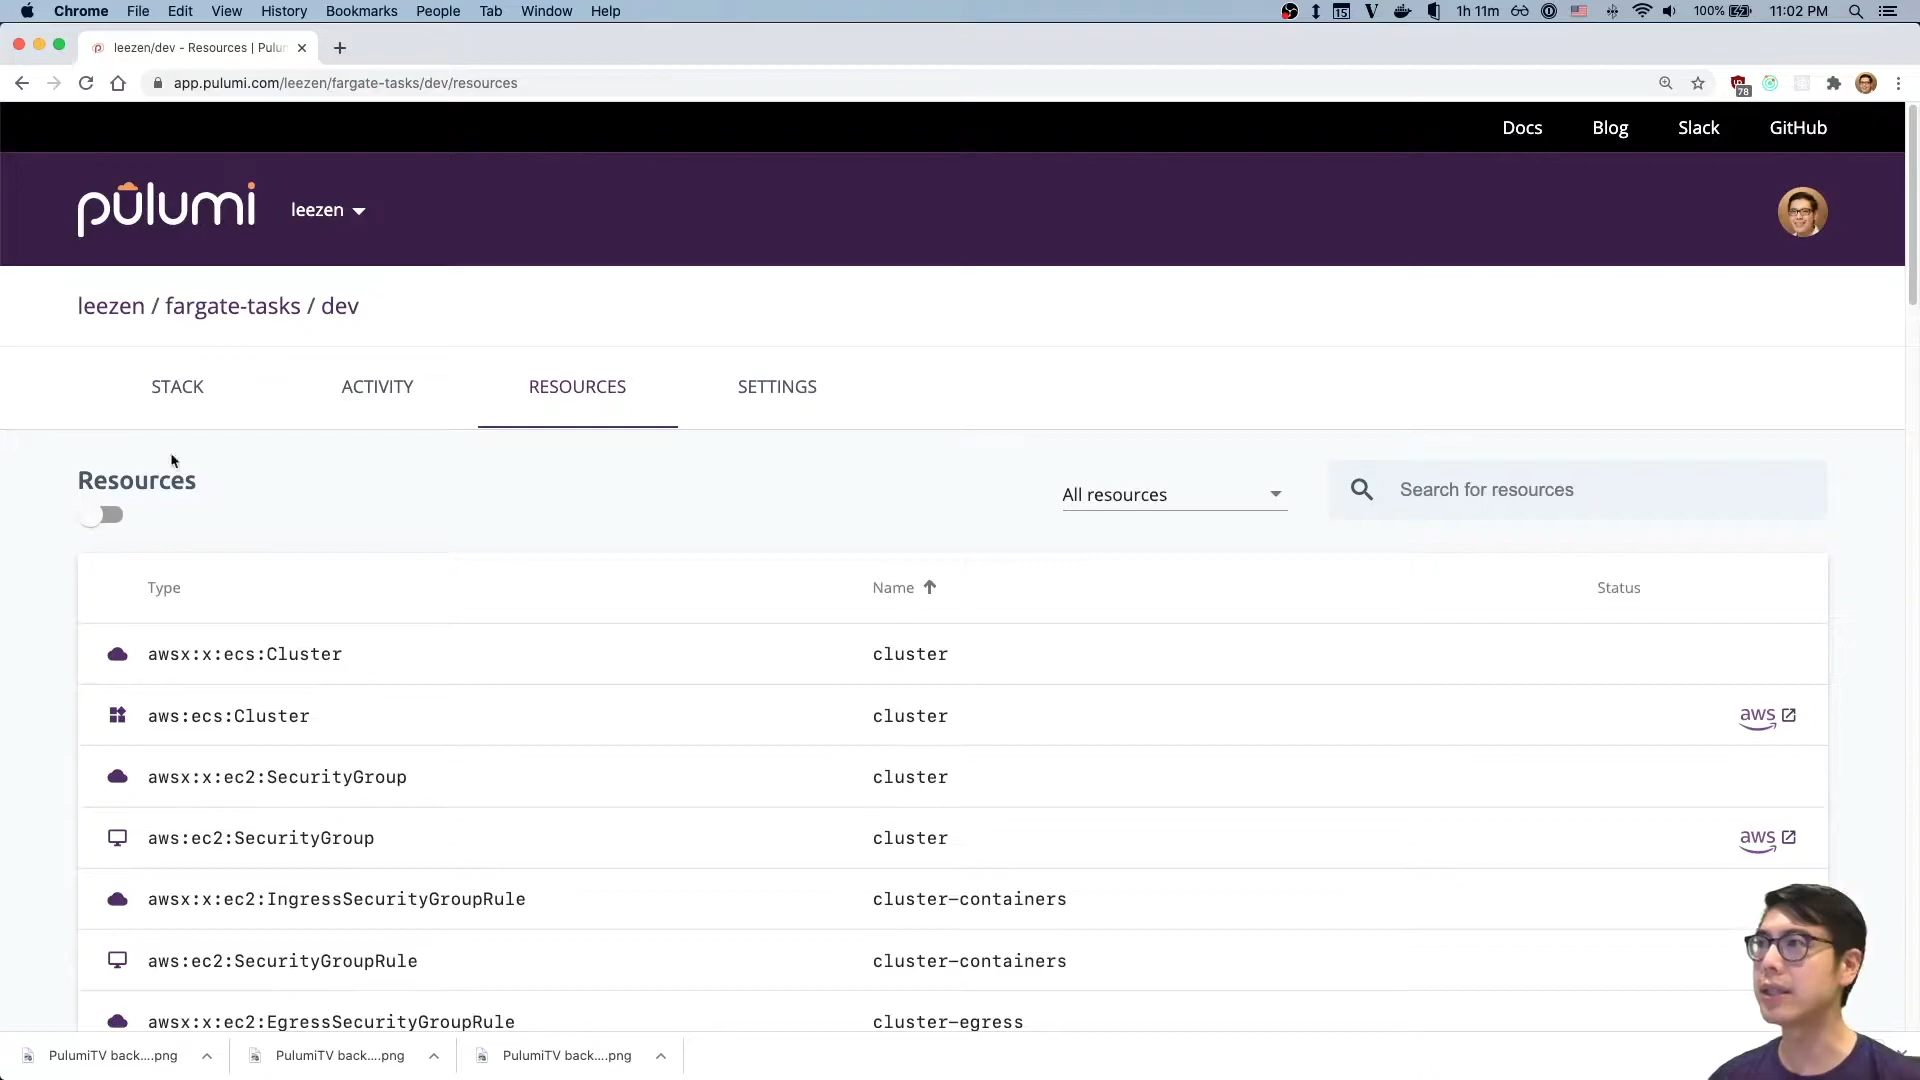 Chrome File Edit View History Bookmarks People Tab Window Help 15 1h 11m 100% 11:02 PM
leezen/dev - Resources | Pulum
app.pulumi.com/leezen/fargate-tasks/dev/resources 78
Docs Blog Slack GitHub
pulumi leezen
leezen / fargate-tasks / dev
STACK ACTIVITY RESOURCES SETTINGS
Resources
All resources
Search for resources
Type Name Status
awsx:x:ecs:Cluster cluster
aws:ecs:Cluster cluster aws
awsx:x:ec2:SecurityGroup cluster
aws:ec2:SecurityGroup cluster aws
awsx:x:ec2:IngressSecurityGroupRule cluster-containers
aws:ec2:SecurityGroupRule cluster-containers
awsx:x:ec2:EgressSecurityGroupRule cluster-egress
PulumiTV back....png PulumiTV back....png PulumiTV back....png